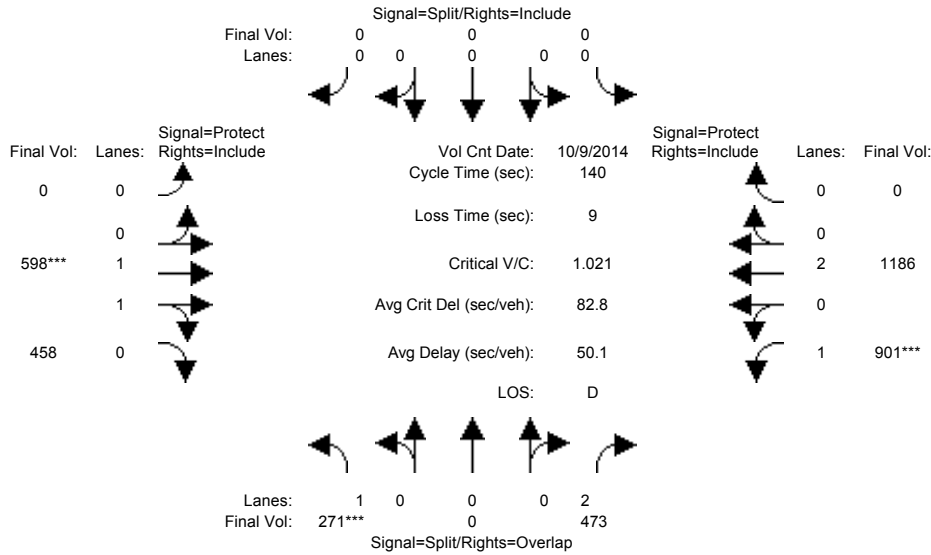 Signal=Split/Rights=Include
Final Vol: 0 0 0
Lanes: 0 0 0 0 0
Signal=Protect Signal=Protect
Final Vol: Lanes: Rights=Include Vol Cnt Date: 10/9/2014 Rights=Include Lanes: Final Vol:
Cycle Time (sec): 140
0 0 0 0
Loss Time (sec): 9
0 0
598*** 1 Critical V/C: 1.021 2 1186
1 Avg Crit Del (sec/veh): 82.8 0
458 0 Avg Delay (sec/veh): 50.1 1 901***
LOS: D
Lanes: 1 0 0 0 2
Final Vol: 271*** 0 473
Signal=Split/Rights=Overlap